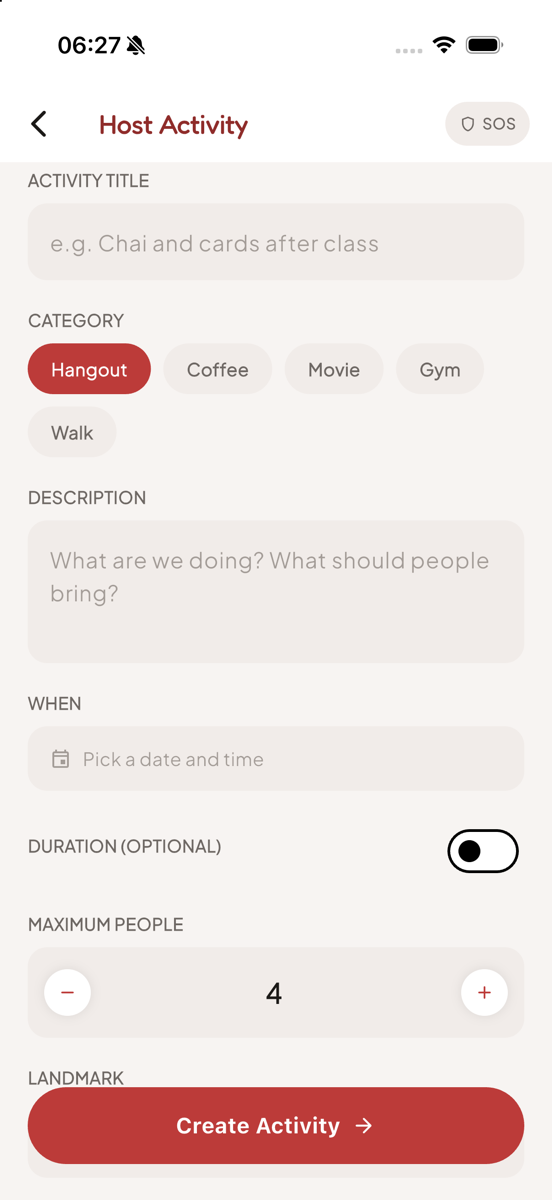 06:27
Host Activity
SOS
ACTIVITY TITLE
e.g. Chai and cards after class
CATEGORY
Hangout
Coffee
Movie
Gym
Walk
DESCRIPTION
What are we doing? What should people
bring?
WHEN
Pick a date and time
DURATION (OPTIONAL)
MAXIMUM PEOPLE
−
4
+
LANDMARK
Create Activity →